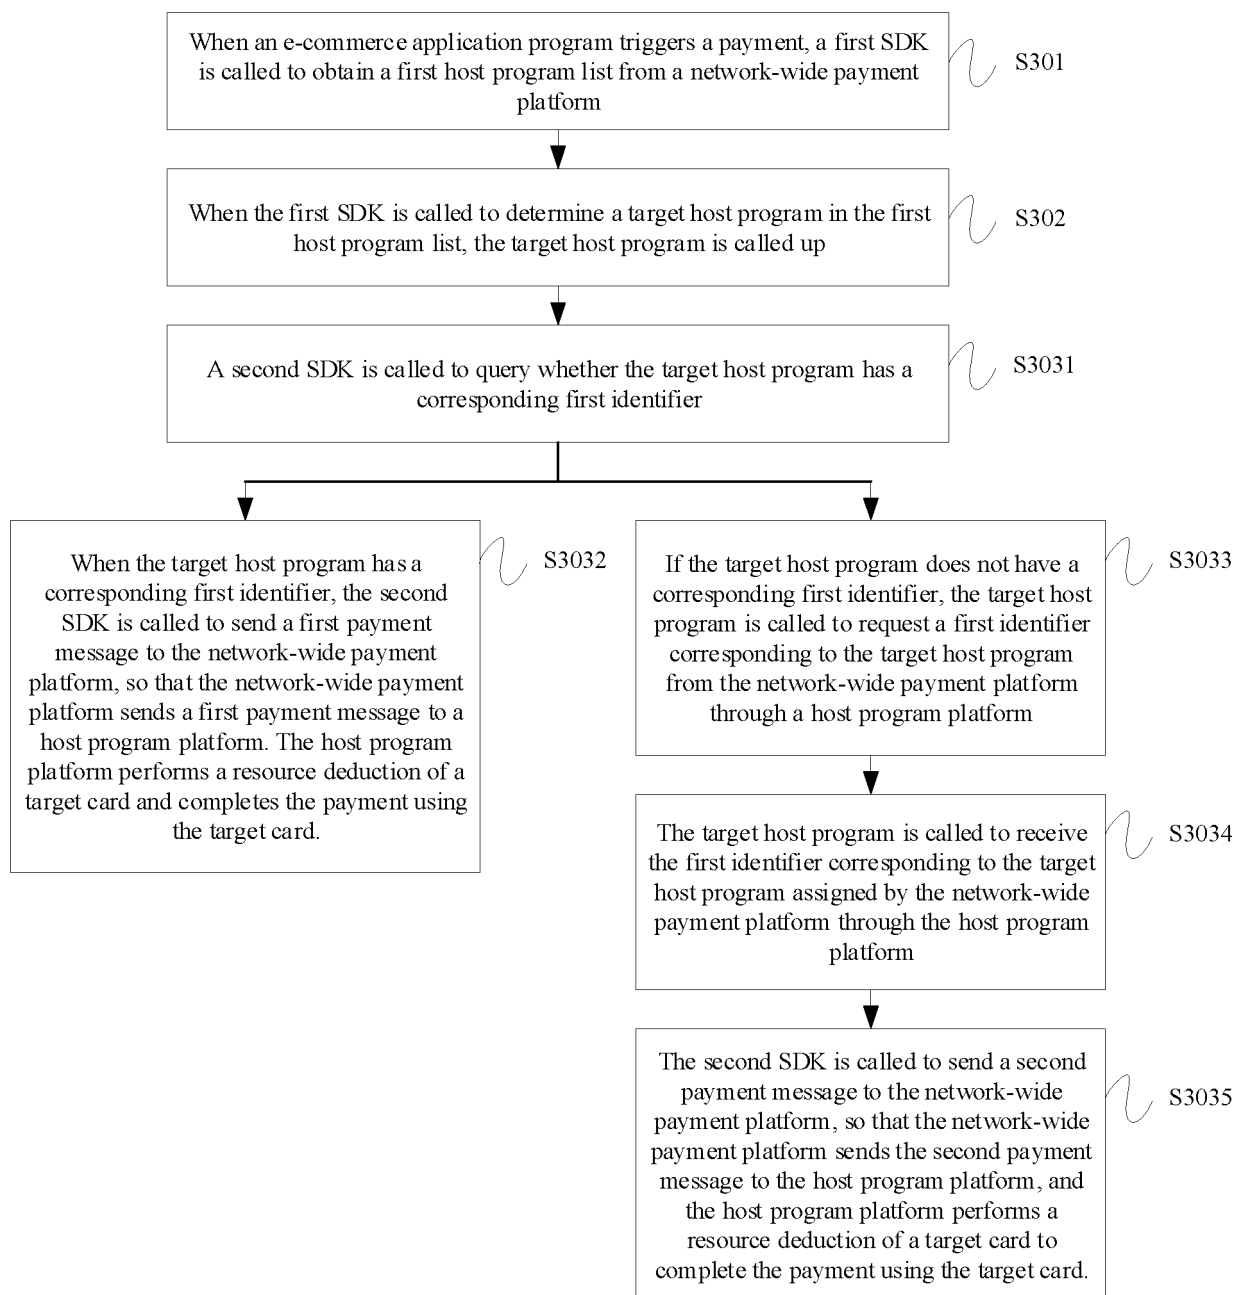 When an e-commerce application program triggers a payment, a first SDK
is called to obtain a first host program list from a network-wide payment
platform
S301
When the first SDK is called to determine a target host program in the first
host program list, the target host program is called up
S302
A second SDK is called to query whether the target host program has a
corresponding first identifier
S3031
When the target host program has a
corresponding first identifier, the second
SDK is called to send a first payment
message to the network-wide payment
platform, so that the network-wide payment
platform sends a first payment message to a
host program platform. The host program
platform performs a resource deduction of a
target card and completes the payment using
the target card.
S3032
If the target host program does not have a
corresponding first identifier, the target host
program is called to request a first identifier
corresponding to the target host program
from the network-wide payment platform
through a host program platform
S3033
The target host program is called to receive
the first identifier corresponding to the target
host program assigned by the network-wide
payment platform through the host program
platform
S3034
The second SDK is called to send a second
payment message to the network-wide
payment platform, so that the network-wide
payment platform sends the second payment
message to the host program platform, and
the host program platform performs a
resource deduction of a target card to
complete the payment using the target card.
S3035